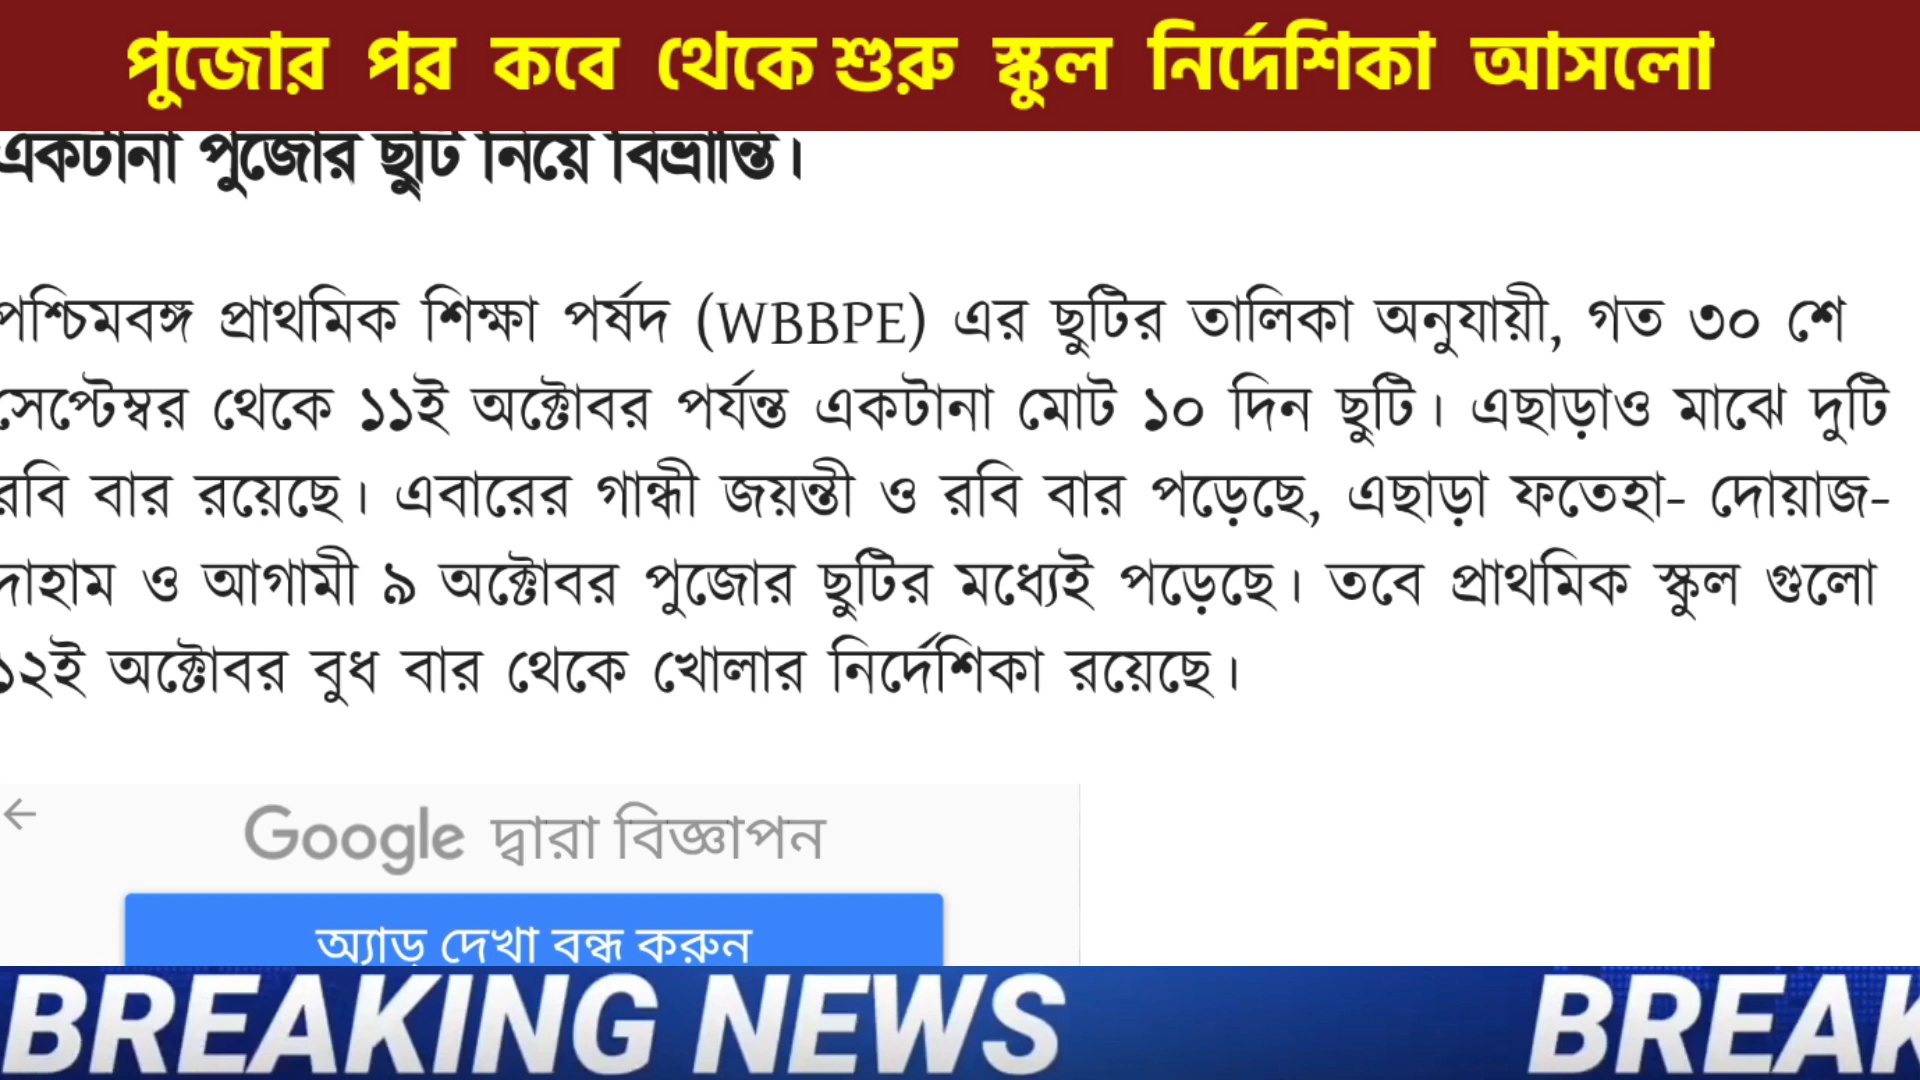 পুজোর পর কবে থেকে শুরু স্কুল নির্দেশিকা আসলো
একটানা পুজোর ছুটি নিয়ে বিভ্রান্তি।
পশ্চিমবঙ্গ প্রাথমিক শিক্ষা পর্ষদ (WBBPE) এর ছুটির তালিকা অনুযায়ী, গত ৩০ শে
সেপ্টেম্বর থেকে ১১ই অক্টোবর পর্যন্ত একটানা মোট ১০ দিন ছুটি। এছাড়াও মাঝে দুটি
রবি বার রয়েছে। এবারের গান্ধী জয়ন্তী ও রবি বার পড়েছে, এছাড়া ফতেহা- দোয়াজ-
দাহাম ও আগামী ৯ অক্টোবর পুজোর ছুটির মধ্যেই পড়েছে। তবে প্রাথমিক স্কুল গুলো
১২ই অক্টোবর বুধ বার থেকে খোলার নির্দেশিকা রয়েছে।
Google দ্বারা বিজ্ঞাপন
অ্যাড দেখা বন্ধ করুন
BREAKING NEWS BREAK